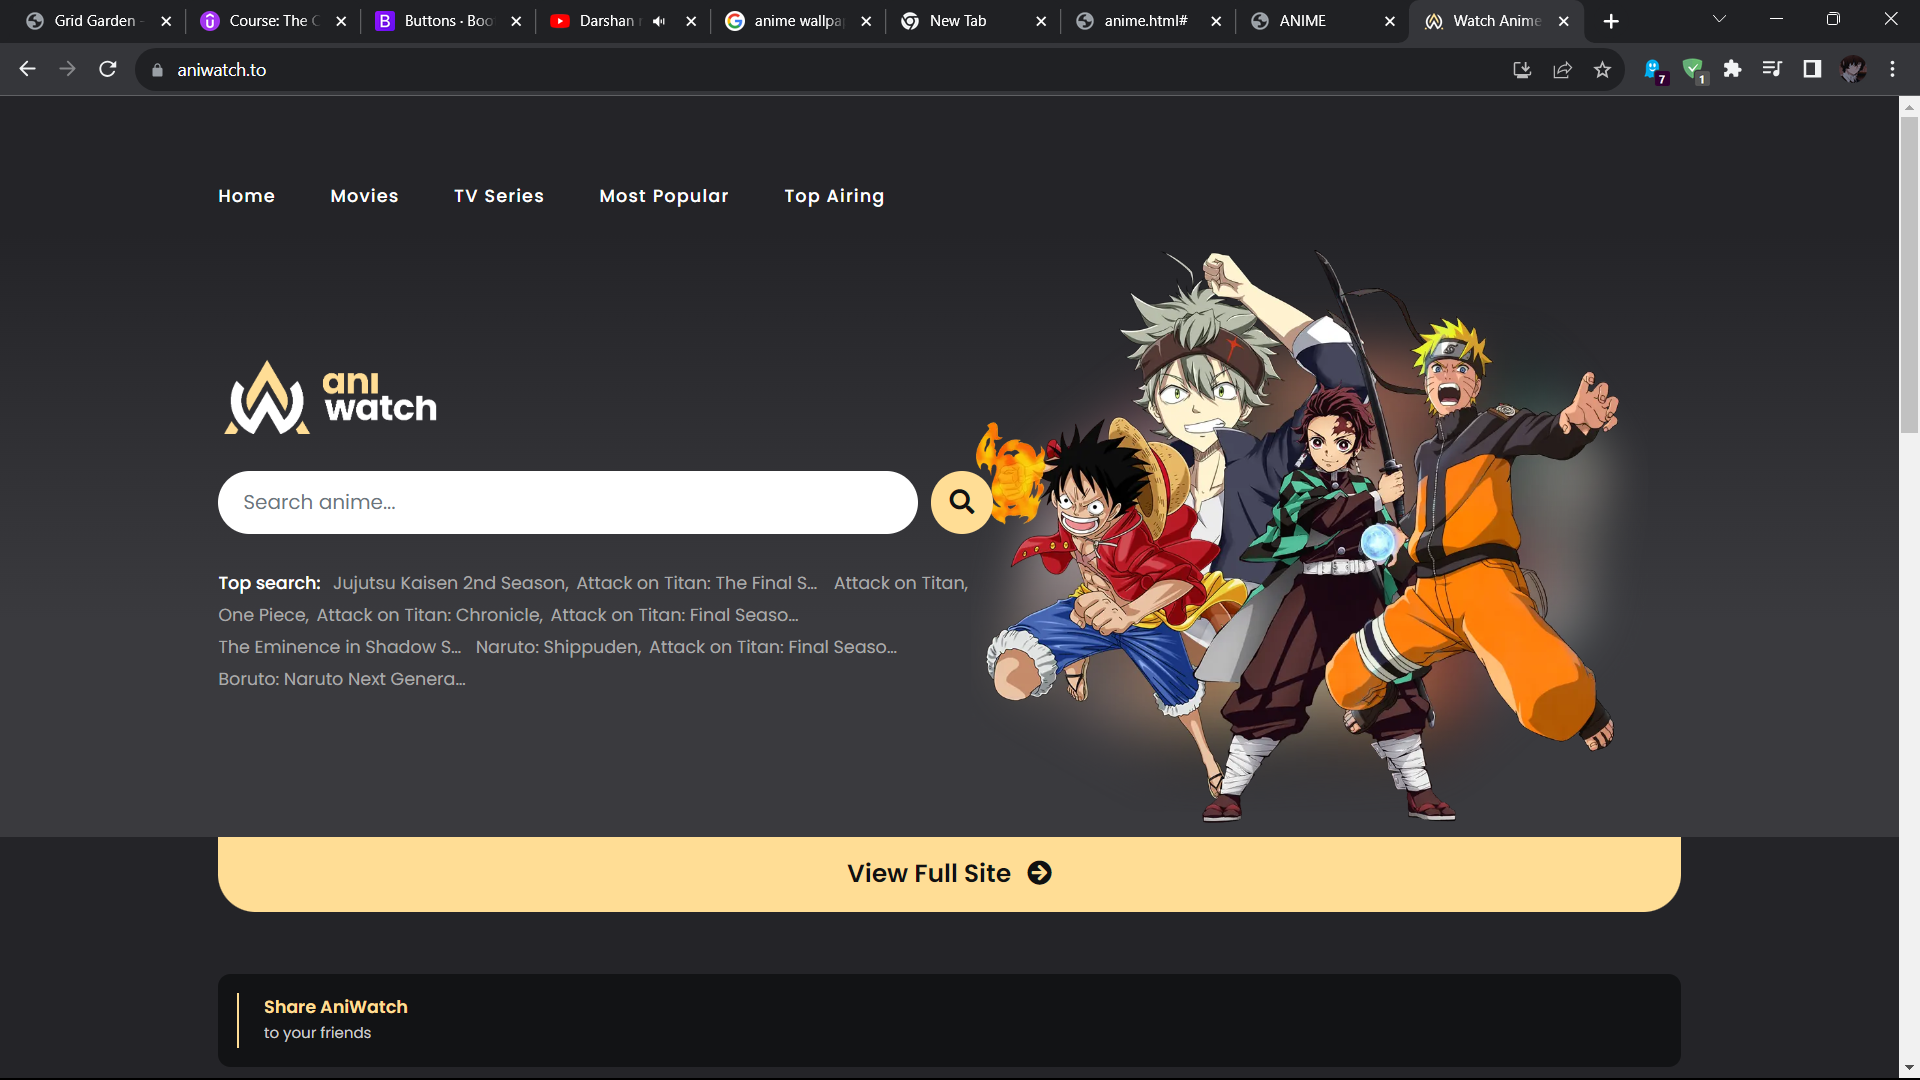 Grid Garden -
Course: The C
Buttons · Boo
Darshan r
anime wallpa
New Tab
anime.html#
ANIME
Watch Anime
aniwatch.to
7
1
Home Movies TV Series Most Popular Top Airing
ani
watch
Search anime...
Top search: Jujutsu Kaisen 2nd Season, Attack on Titan: The Final S... Attack on Titan,
One Piece, Attack on Titan: Chronicle, Attack on Titan: Final Seaso...
The Eminence in Shadow S... Naruto: Shippuden, Attack on Titan: Final Seaso...
Boruto: Naruto Next Genera...
View Full Site
Share AniWatch
to your friends